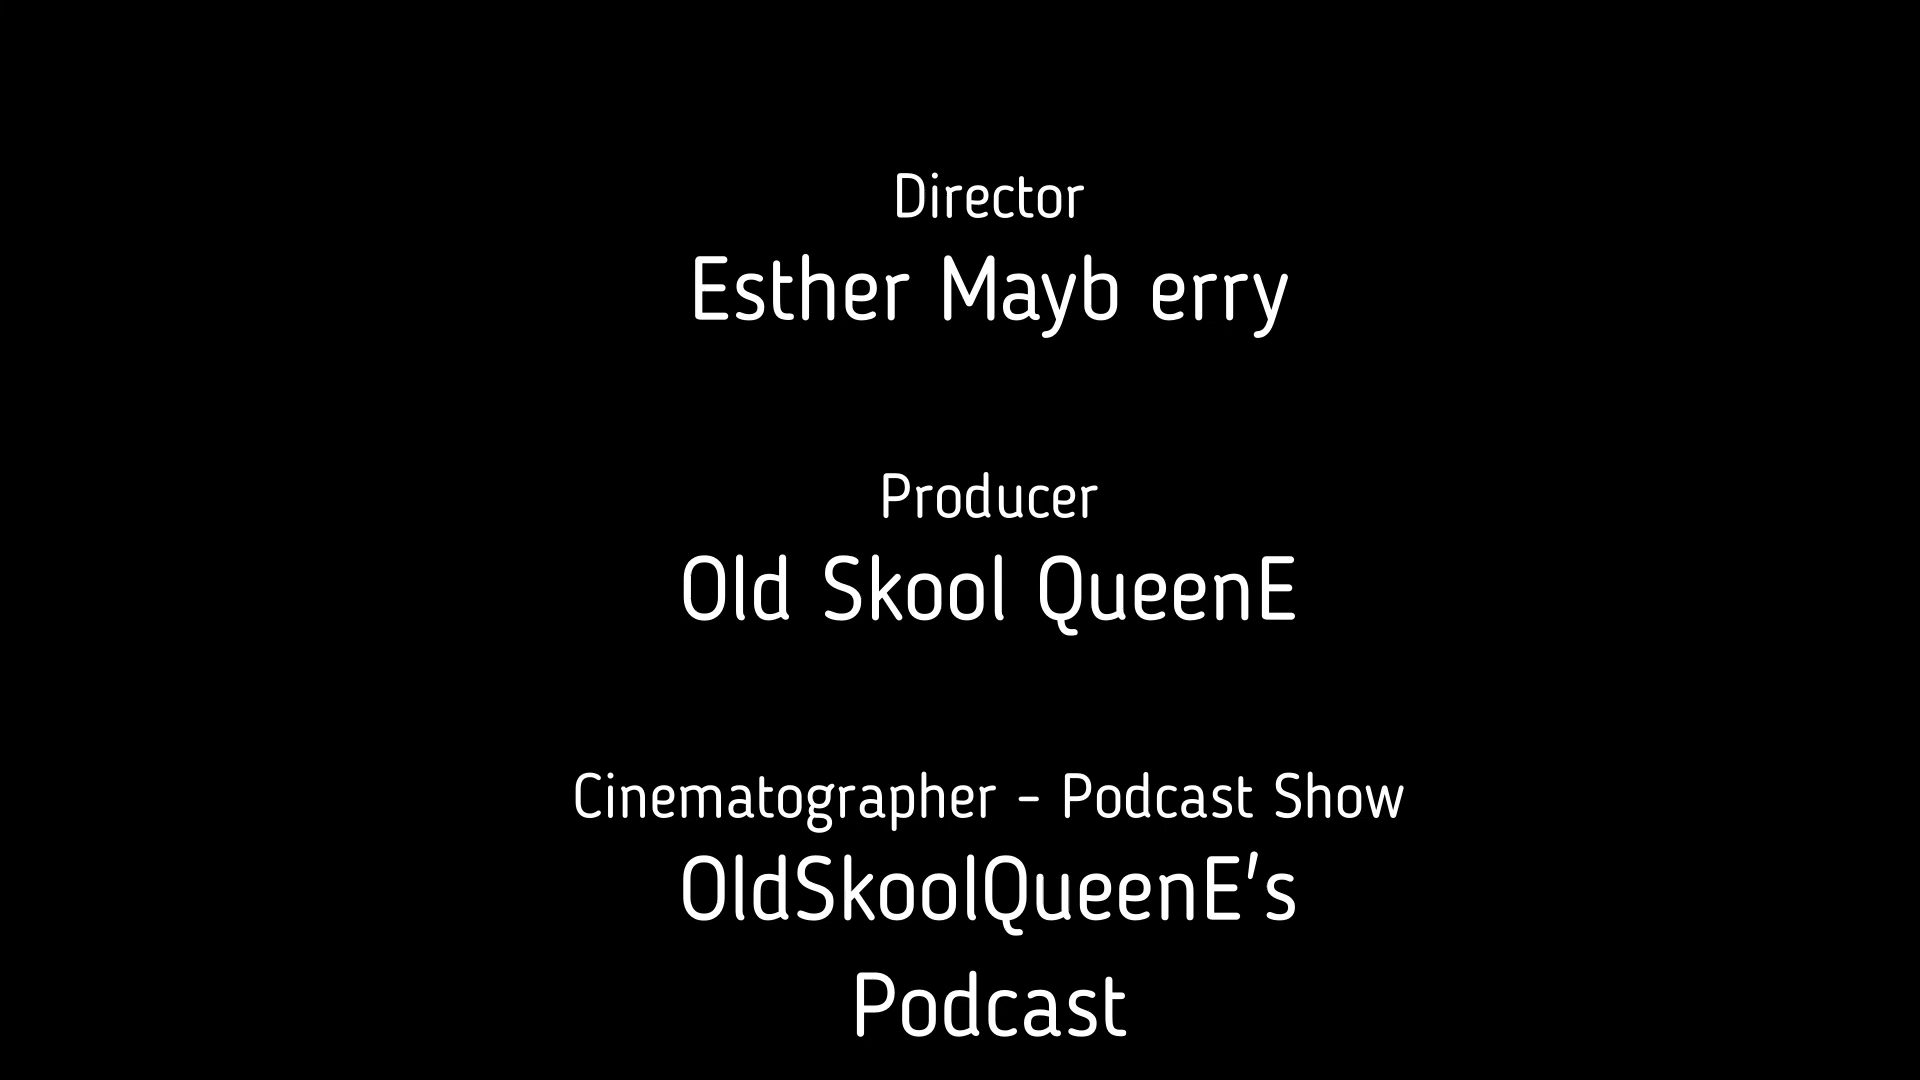 Director
Esther Mayb erry
Producer
Old Skool QueenE
Cinematographer - Podcast Show
OldSkoolQueenE's
Podcast